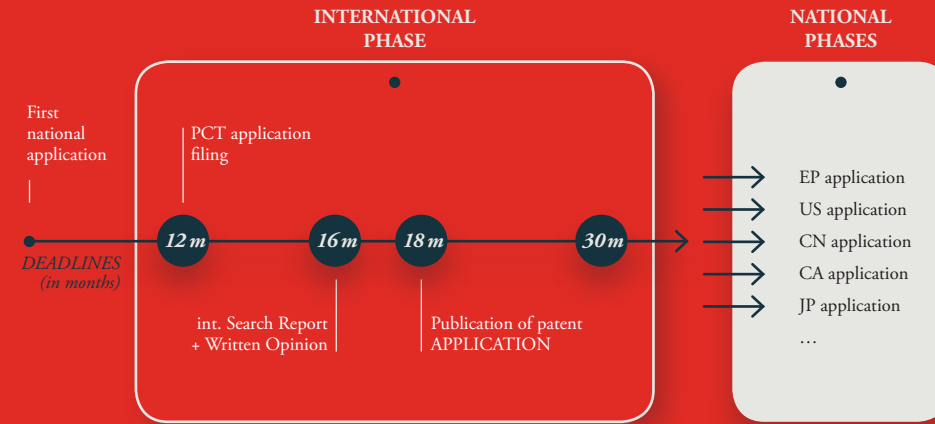 INTERNATIONAL
PHASE
NATIONAL
PHASES
First
national
application
PCT application
filing
12 m
16 m
18 m
30 m
DEADLINES
(in months)
int. Search Report
+ Written Opinion
Publication of patent
APPLICATION
EP application
US application
CN application
CA application
JP application
...